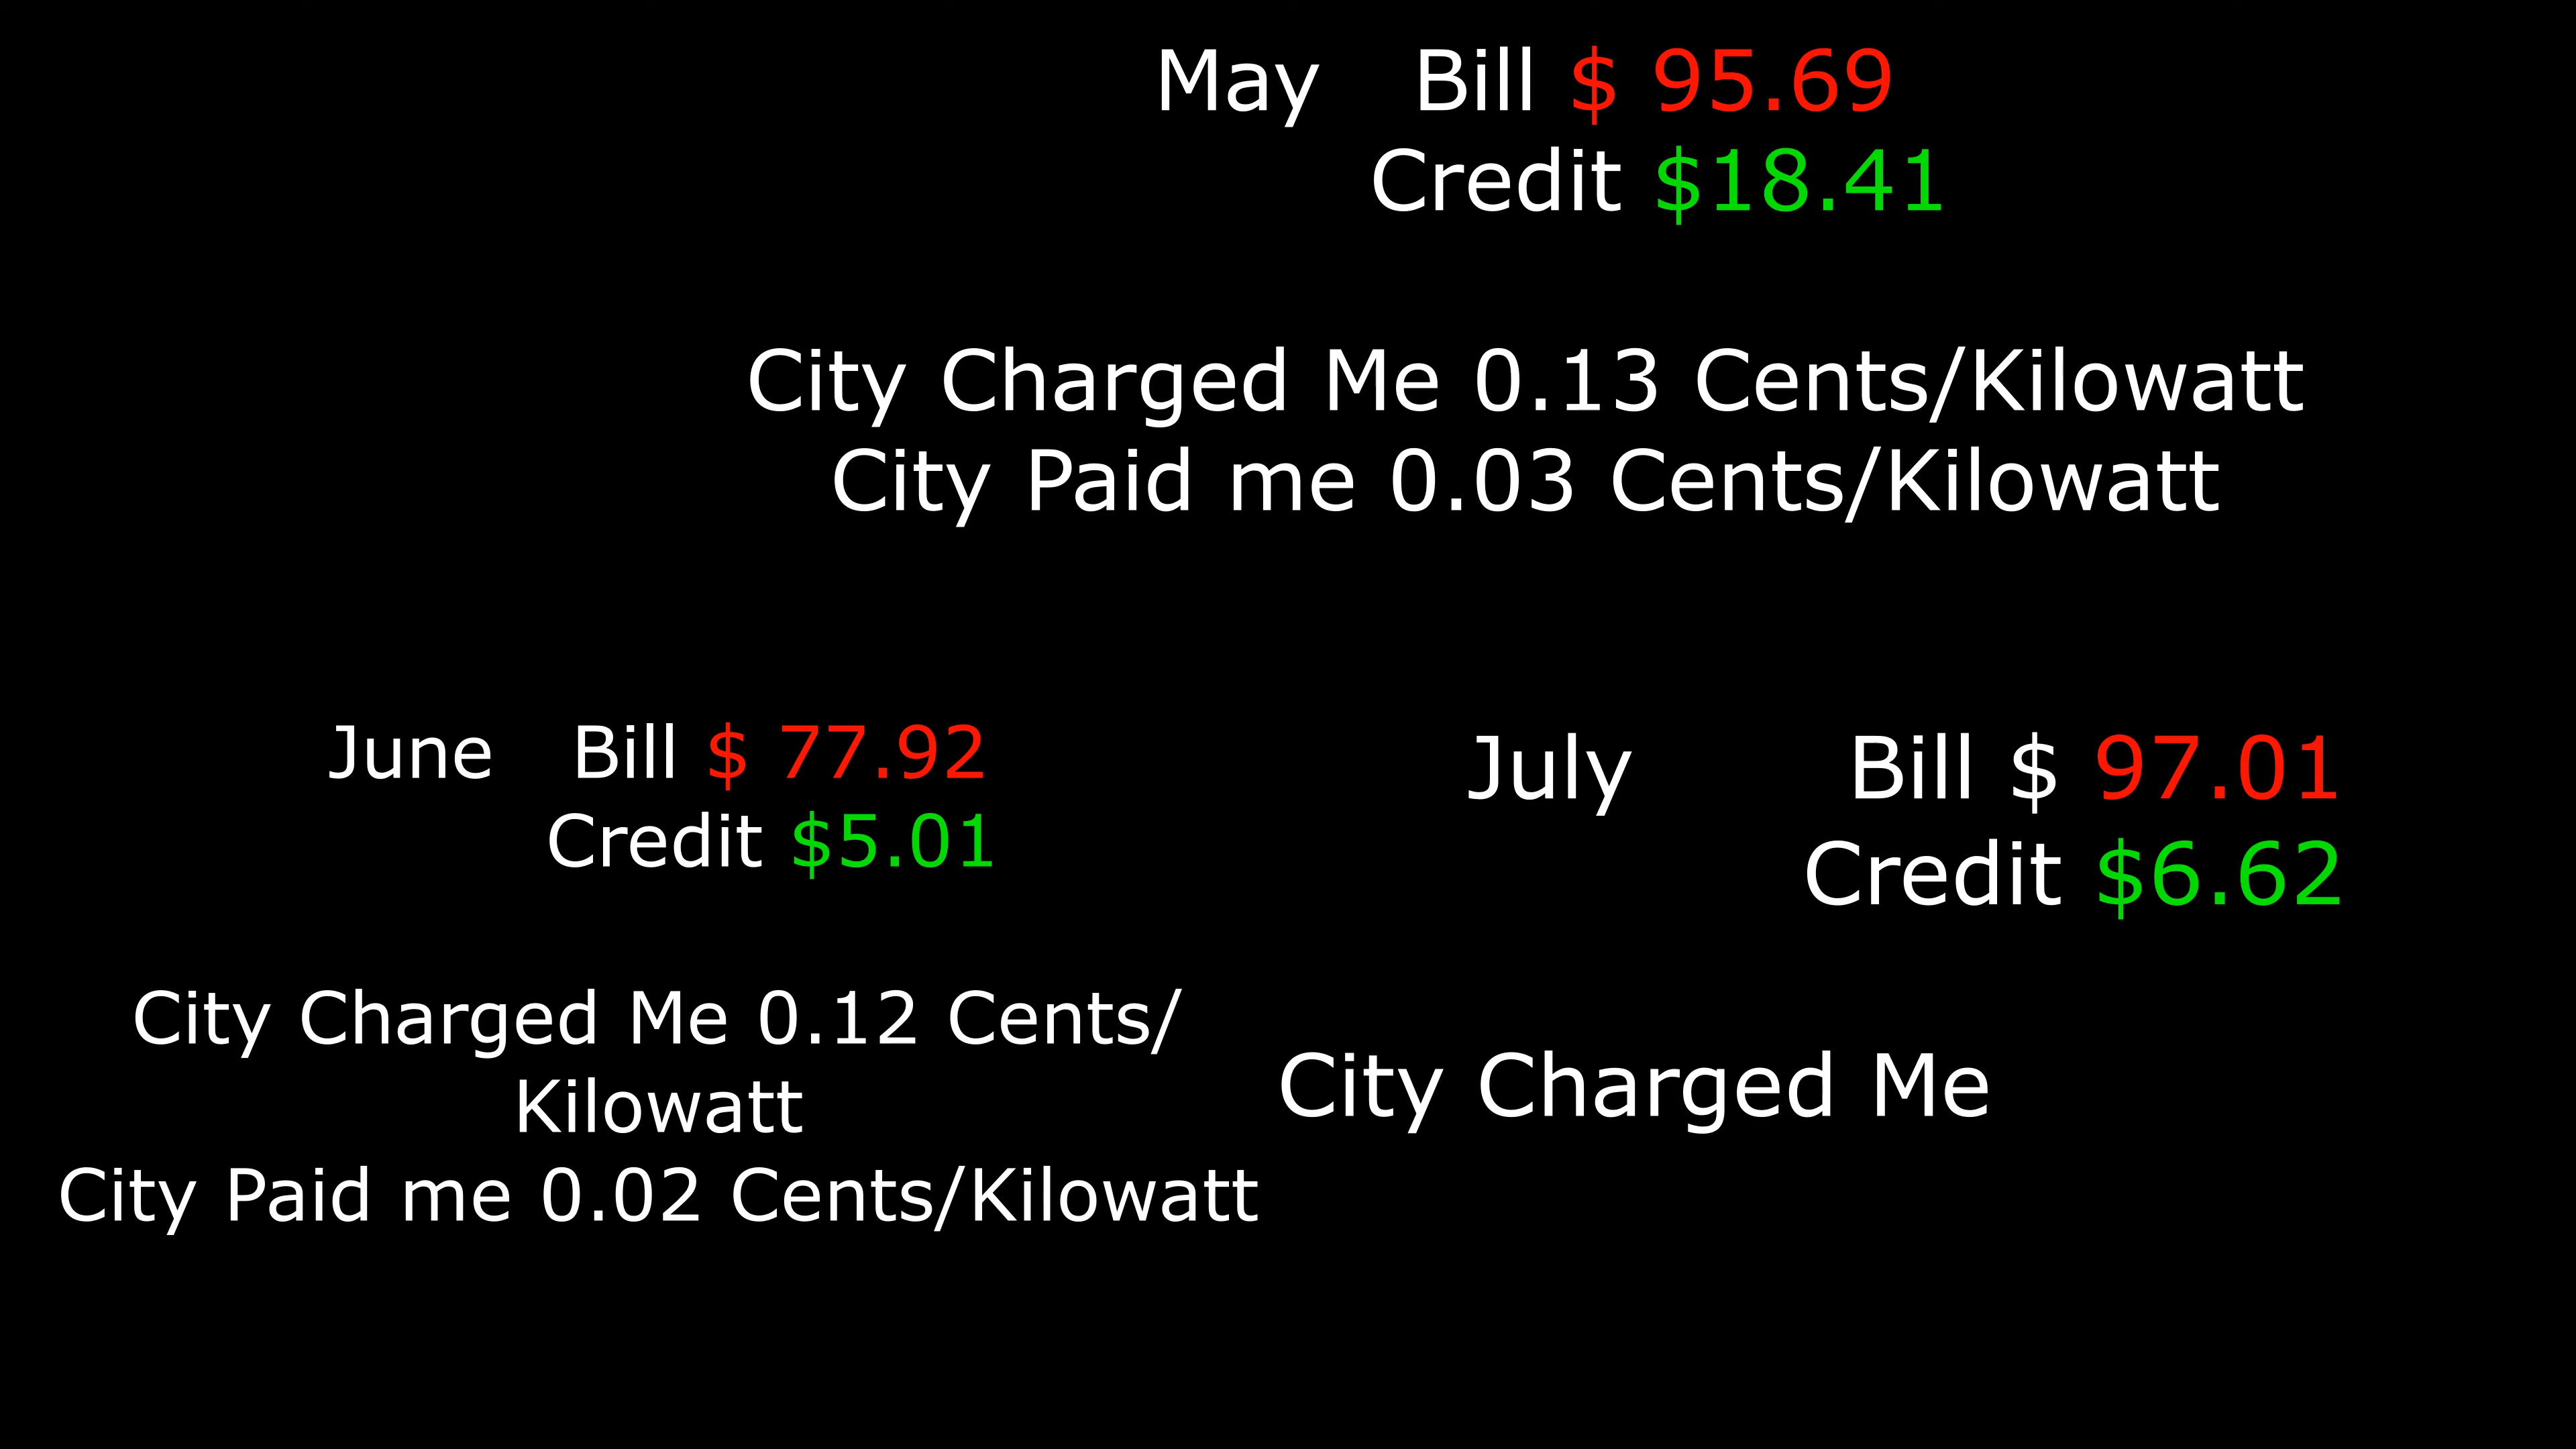 May Bill $ 95.69
Credit $18.41
City Charged Me 0.13 Cents/Kilowatt
City Paid me 0.03 Cents/Kilowatt
June Bill $ 77.92
Credit $5.01
City Charged Me 0.12 Cents/
Kilowatt
City Paid me 0.02 Cents/Kilowatt
July Bill $ 97.01
Credit $6.62
City Charged Me